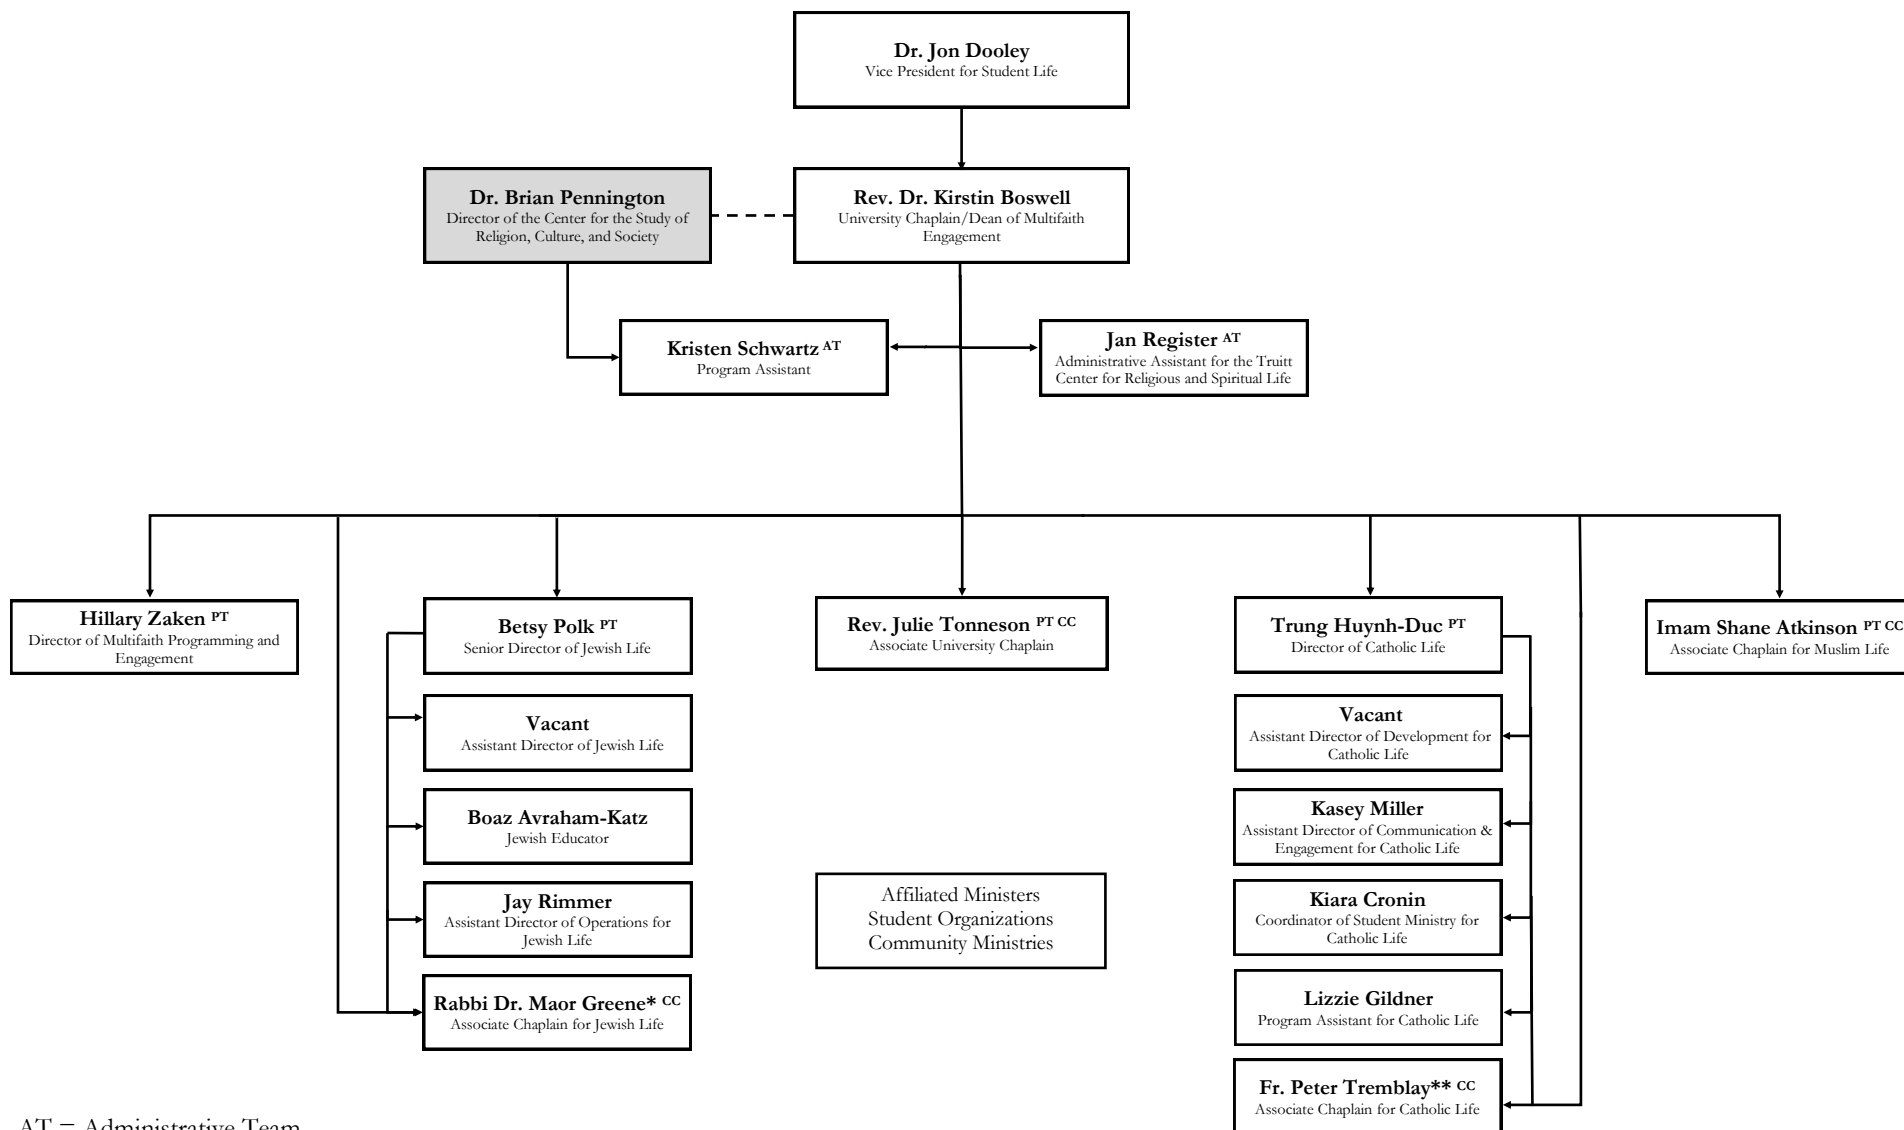 Dr. Jon Dooley
Vice President for Student Life
Dr. Brian Pennington
Director of the Center for the Study of
Religion, Culture, and Society
Rev. Dr. Kirstin Boswell
University Chaplain/Dean of Multifaith
Engagement
Kristen Schwartz AT
Program Assistant
Jan Register AT
Administrative Assistant for the Truitt
Center for Religious and Spiritual Life
Hillary Zaken PT
Director of Multifaith Programming and
Engagement
Betsy Polk PT
Senior Director of Jewish Life
Rev. Julie Tonneson PT CC
Associate University Chaplain
Trung Huynh-Duc PT
Director of Catholic Life
Imam Shane Atkinson PT CC
Associate Chaplain for Muslim Life
Vacant
Assistant Director of Jewish Life
Boaz Avraham-Katz
Jewish Educator
Jay Rimmer
Assistant Director of Operations for
Jewish Life
Rabbi Dr. Maor Greene* CC
Associate Chaplain for Jewish Life
Affiliated Ministers
Student Organizations
Community Ministries
Vacant
Assistant Director of Development for
Catholic Life
Kasey Miller
Assistant Director of Communication &
Engagement for Catholic Life
Kiara Cronin
Coordinator of Student Ministry for
Catholic Life
Lizzie Gildner
Program Assistant for Catholic Life
Fr. Peter Tremblay** CC
Associate Chaplain for Catholic Life
AT = Administrative Team